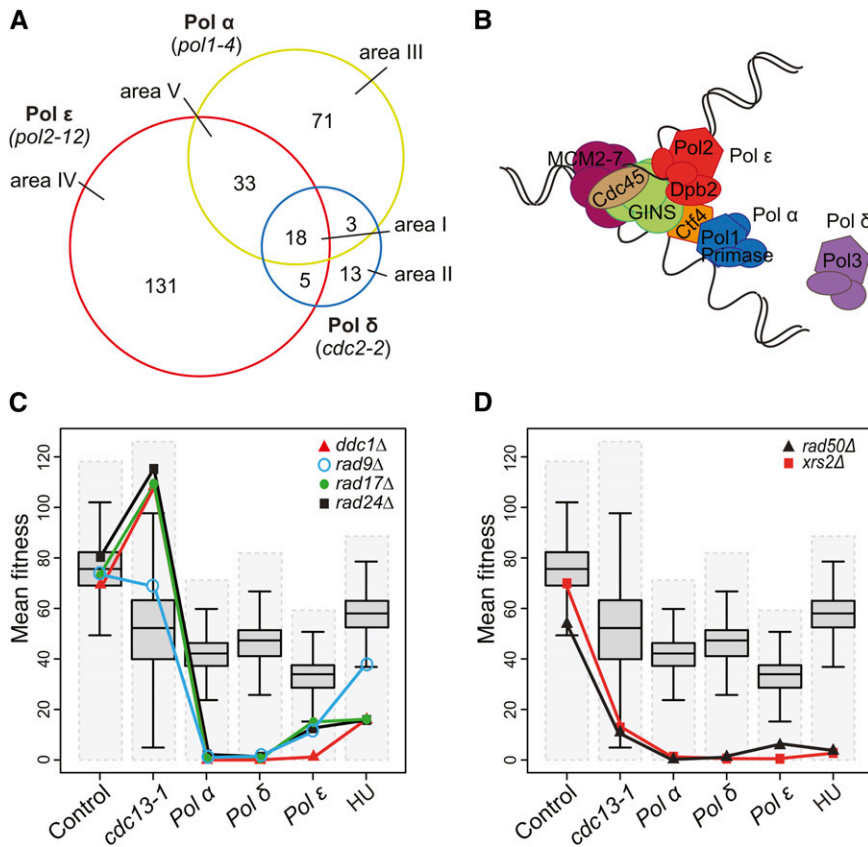 A
Pol α
(pol1-4)
area III
area V
Pol ε
(pol2-12)
71
area IV
33
3
area I
18
13
area II
131
5
Pol δ
(cdc2-2)
B
MCM2-7
Pol2
Pol ε
Cdc45
Dpb2
GINS
Ctf4
Pol α
Pol δ
Pol1
Primase
Pol3
C
Mean fitness
120
100
80
60
40
20
0
ddc1Δ
rad9Δ
rad17Δ
rad24Δ
Control
cdc13-1
Pol α
Pol δ
Pol ε
HU
D
Mean fitness
120
100
80
60
40
20
0
rad50Δ
xrs2Δ
Control
cdc13-1
Pol α
Pol δ
Pol ε
HU